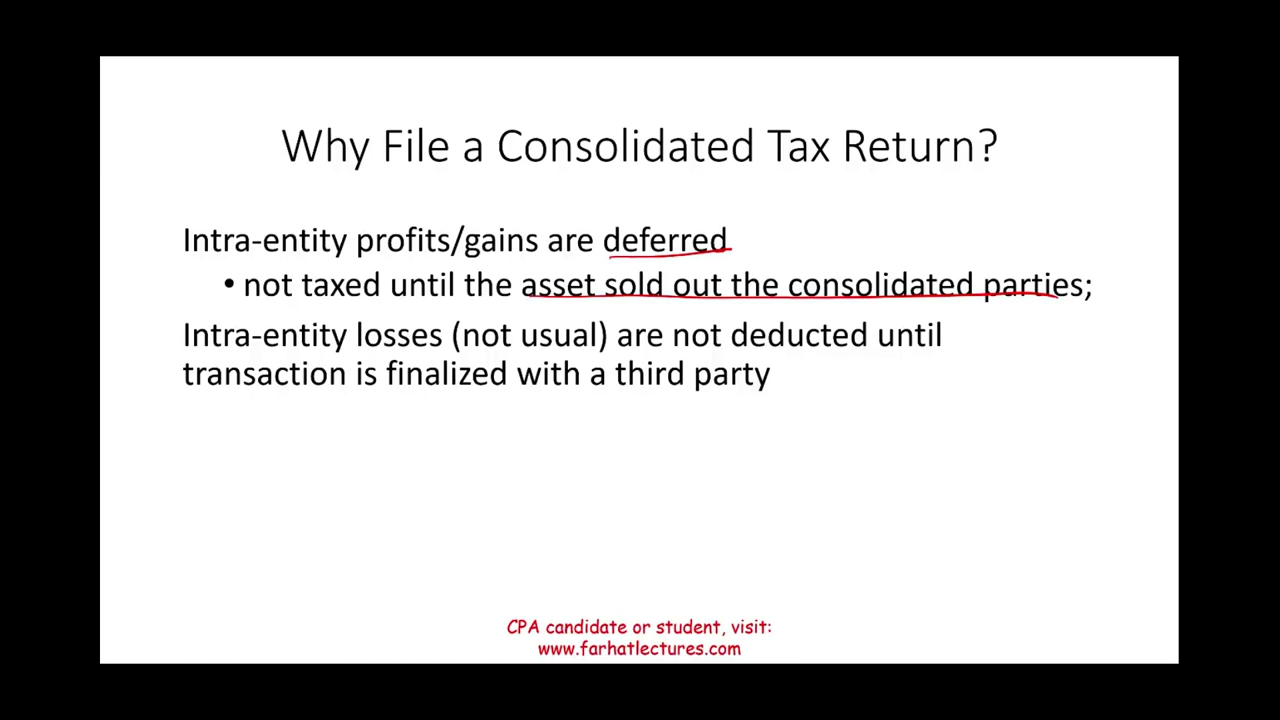 Why File a Consolidated Tax Return?
Intra-entity profits/gains are deferred
• not taxed until the asset sold out the consolidated parties;
Intra-entity losses (not usual) are not deducted until
transaction is finalized with a third party
CPA candidate or student, visit:
www.farhatlectures.com